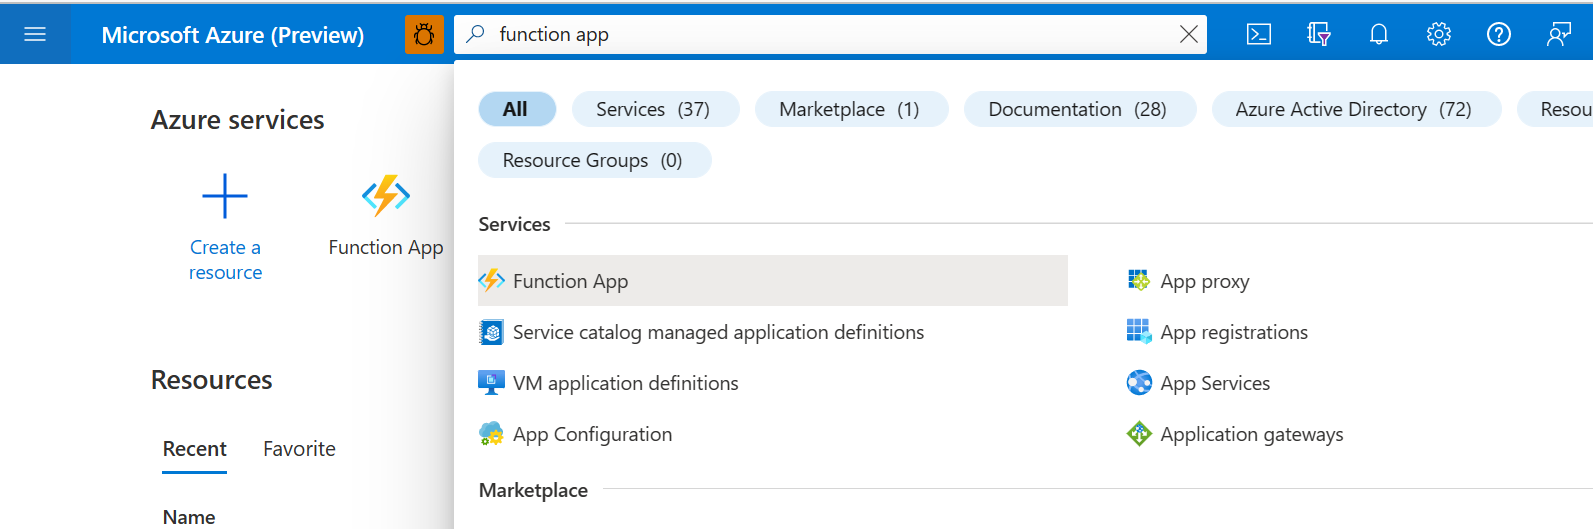 Microsoft Azure (Preview)
function app
All
Services (37)
Marketplace (1)
Documentation (28)
Azure Active Directory (72)
Resou
Resource Groups (0)
Azure services
Create a
resource
Function App
Services
Function App
App proxy
Service catalog managed application definitions
App registrations
VM application definitions
App Services
App Configuration
Application gateways
Marketplace
Resources
Recent
Favorite
Name